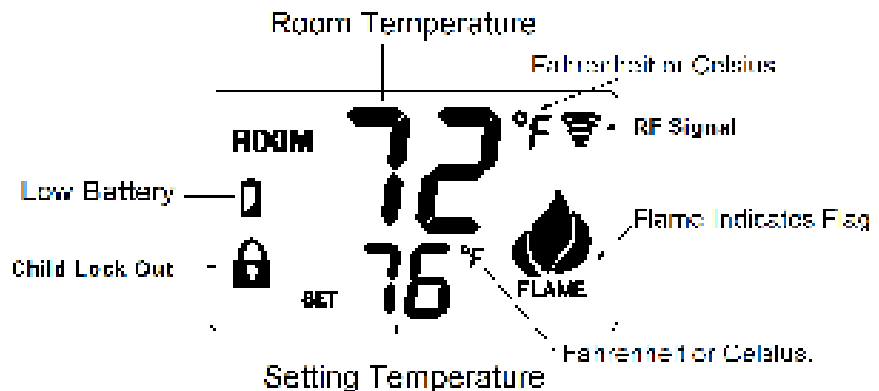 Room Temperature
Fahrenheit or Celsius
ROOM
72 °F
RF Signal
Low Battery
Flame Indicates Flag
Child Lock Out
SET
76 °F
FLAME
Fahrenheit or Celsius.
Setting Temperature